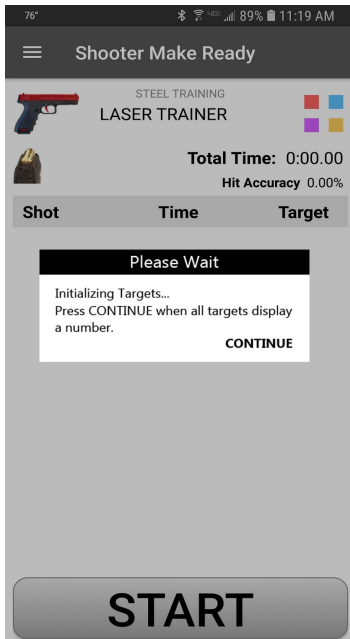 76° 4GE 89% 11:19 AM
Shooter Make Ready
STEEL TRAINING
LASER TRAINER
Total Time: 0:00.00
Hit Accuracy 0.00%
Shot Time Target
Please Wait
Initializing Targets...
Press CONTINUE when all targets display
a number.
CONTINUE
START